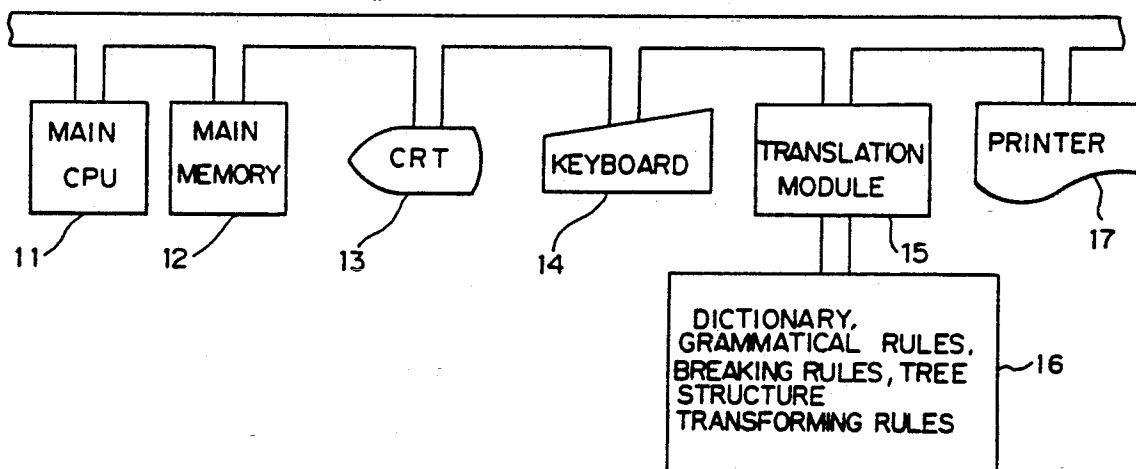 MAIN
CPU
11
MAIN
MEMORY
12
CRT
13
KEYBOARD
14
TRANSLATION
MODULE
15
PRINTER
17
DICTIONARY,
GRAMMATICAL RULES,
BREAKING RULES, TREE
STRUCTURE
TRANSFORMING RULES
16